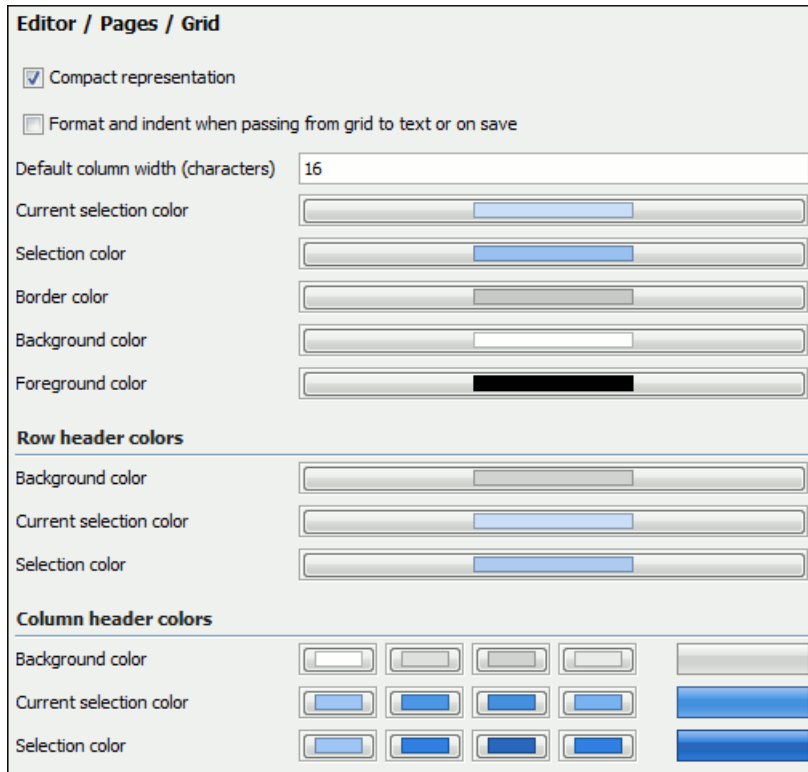 Editor / Pages / Grid
Compact representation
Format and indent when passing from grid to text or on save
Default column width (characters) 16
Current selection color
Selection color
Border color
Background color
Foreground color
Row header colors
Background color
Current selection color
Selection color
Column header colors
Background color
Current selection color
Selection color